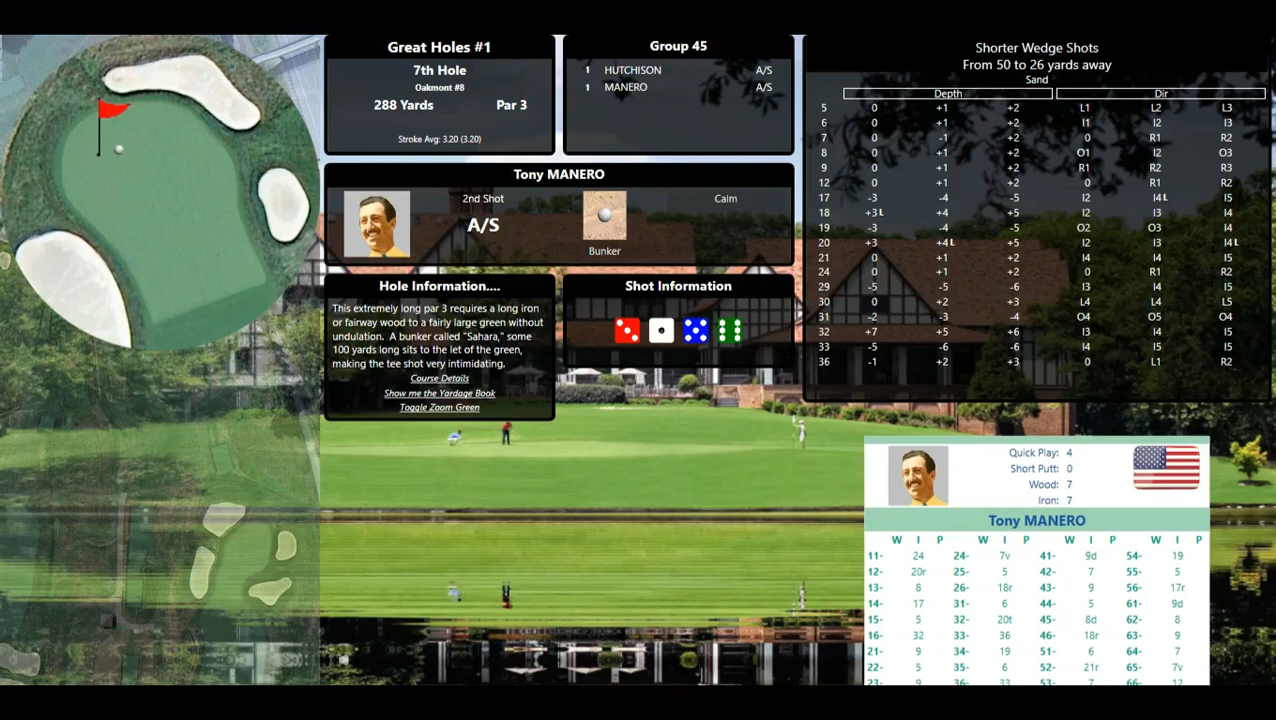 Great Holes #1
7th Hole
Oakmont #8
288 Yards Par 3
Stroke Avg: 3.20 (3.20)
Group 45
1 HUTCHISON A/S
1 MANERO A/S
Tony MANERO
2nd Shot
A/S
Bunker
Calm
Hole Information....
This extremely long par 3 requires a long iron
or fairway wood to a fairly large green without
undulation. A bunker called "Sahara," some
100 yards long sits to the let of the green,
making the tee shot very intimidating.
Course Details
Show me the Yardage Book
Toggle Zoom Green
Shot Information
Shorter Wedge Shots
From 50 to 26 yards away
Sand
Depth Dir
5 0 +1 +2 L1 L2 L3
6 0 +1 +2 I1 I2 I3
7 0 -1 +2 0 R1 R2
8 0 +1 +2 O1 I2 O3
9 0 +1 +2 R1 R2 R3
12 0 +1 +2 0 R1 R2
17 -3 -4 -5 I2 I4L I5
18 +3L +4 +5 I2 I3 I4
19 -3 -4 -5 O2 O3 O4
20 +3 +4L +5 I2 I3 I4L
21 0 +1 +2 I4 I4 I5
24 0 +1 +2 0 R1 R2
29 -5 -5 -6 I3 I4 I5
30 0 +2 +3 L4 L4 L5
31 -2 -3 -4 O4 O5 O4
32 +7 +5 +6 I3 I4 I5
33 -5 -6 -6 I4 I5 I5
36 -1 +2 +3 0 L1 R2
Quick Play: 4
Short Putt: 0
Wood: 7
Iron: 7
Tony MANERO
W I P W I P W I P W I P
11- 24 24- 7v 41- 9d 54- 19
12- 20r 25- 5 42- 7 55- 5
13- 8 26- 18r 43- 9 56- 17r
14- 17 31- 6 44- 5 61- 9d
15- 5 32- 20t 45- 8d 62- 8
16- 32 33- 36 46- 18r 63- 9
21- 9 34- 19 51- 6 64- 7
22- 5 35- 6 52- 21r 65- 7v
23- 9 36- 33 53- 7 66- 12